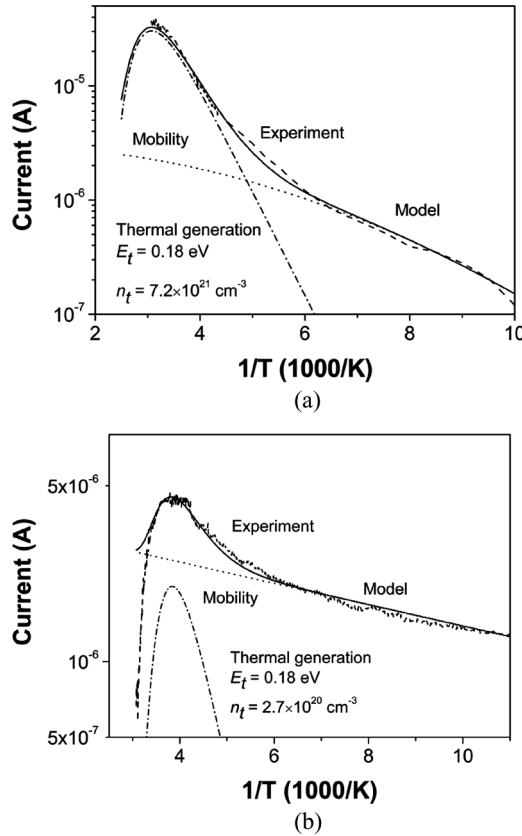 10⁻⁵
10⁻⁶
10⁻⁷
Current (A)
Mobility
Experiment
Model
Thermal generation
Eₜ = 0.18 eV
nₜ = 7.2×10²¹ cm⁻³
2 4 6 8 10
1/T (1000/K)
(a)
5x10⁻⁶
10⁻⁶
5x10⁻⁷
Current (A)
Experiment
Mobility
Model
Thermal generation
Eₜ = 0.18 eV
nₜ = 2.7×10²⁰ cm⁻³
4 6 8 10
1/T (1000/K)
(b)